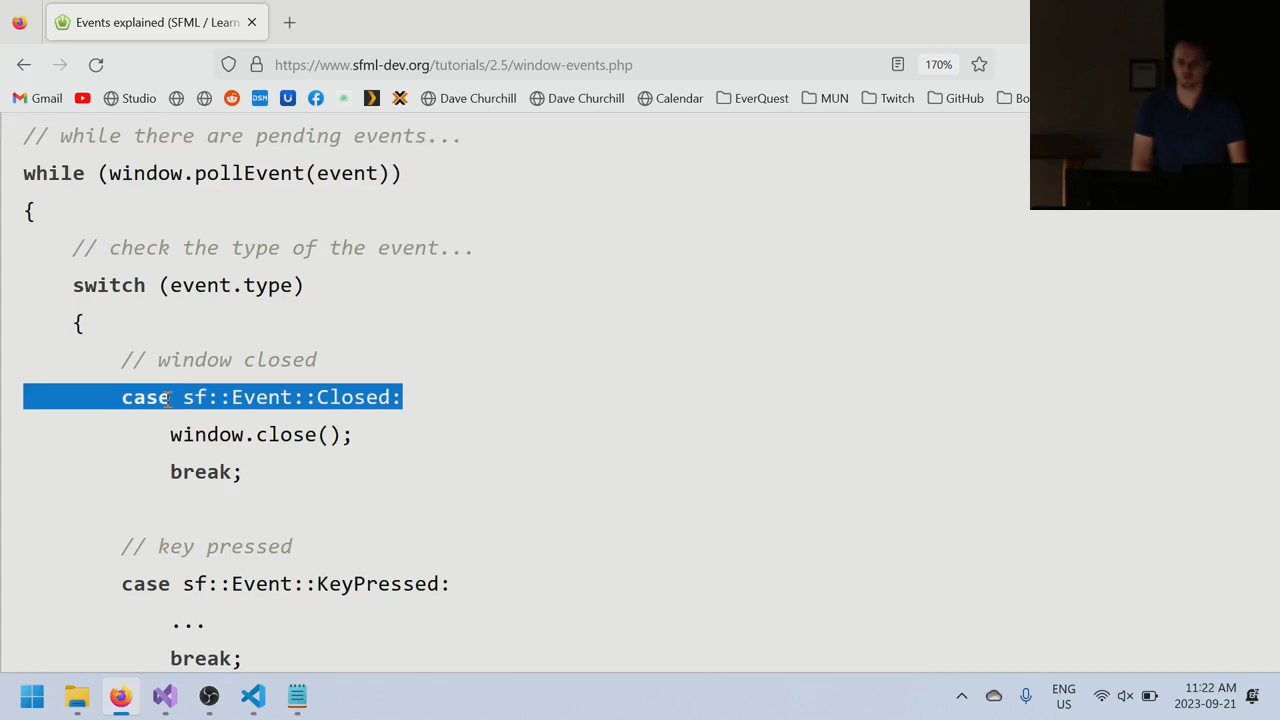 Events explained (SFML / Learn
https://www.sfml-dev.org/tutorials/2.5/window-events.php
170%
Gmail
Studio
DSM
Dave Churchill
Dave Churchill
Calendar
EverQuest
MUN
Twitch
GitHub
Bo
// while there are pending events...
while (window.pollEvent(event))
{
// check the type of the event...
switch (event.type)
{
// window closed
case sf::Event::Closed:
window.close();
break;
// key pressed
case sf::Event::KeyPressed:
...
break;
ENG
US
11:22 AM
2023-09-21